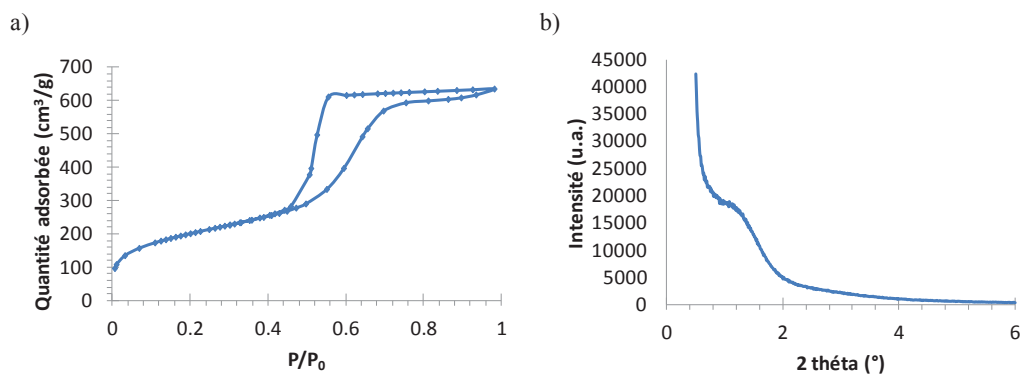 a)
Quantité adsorbée (cm³/g)
700
600
500
400
300
200
100
0
0 0.2 0.4 0.6 0.8 1
P/P₀
b)
Intensité (u.a.)
45000
40000
35000
30000
25000
20000
15000
10000
5000
0
0 2 4 6
2 théta (°)